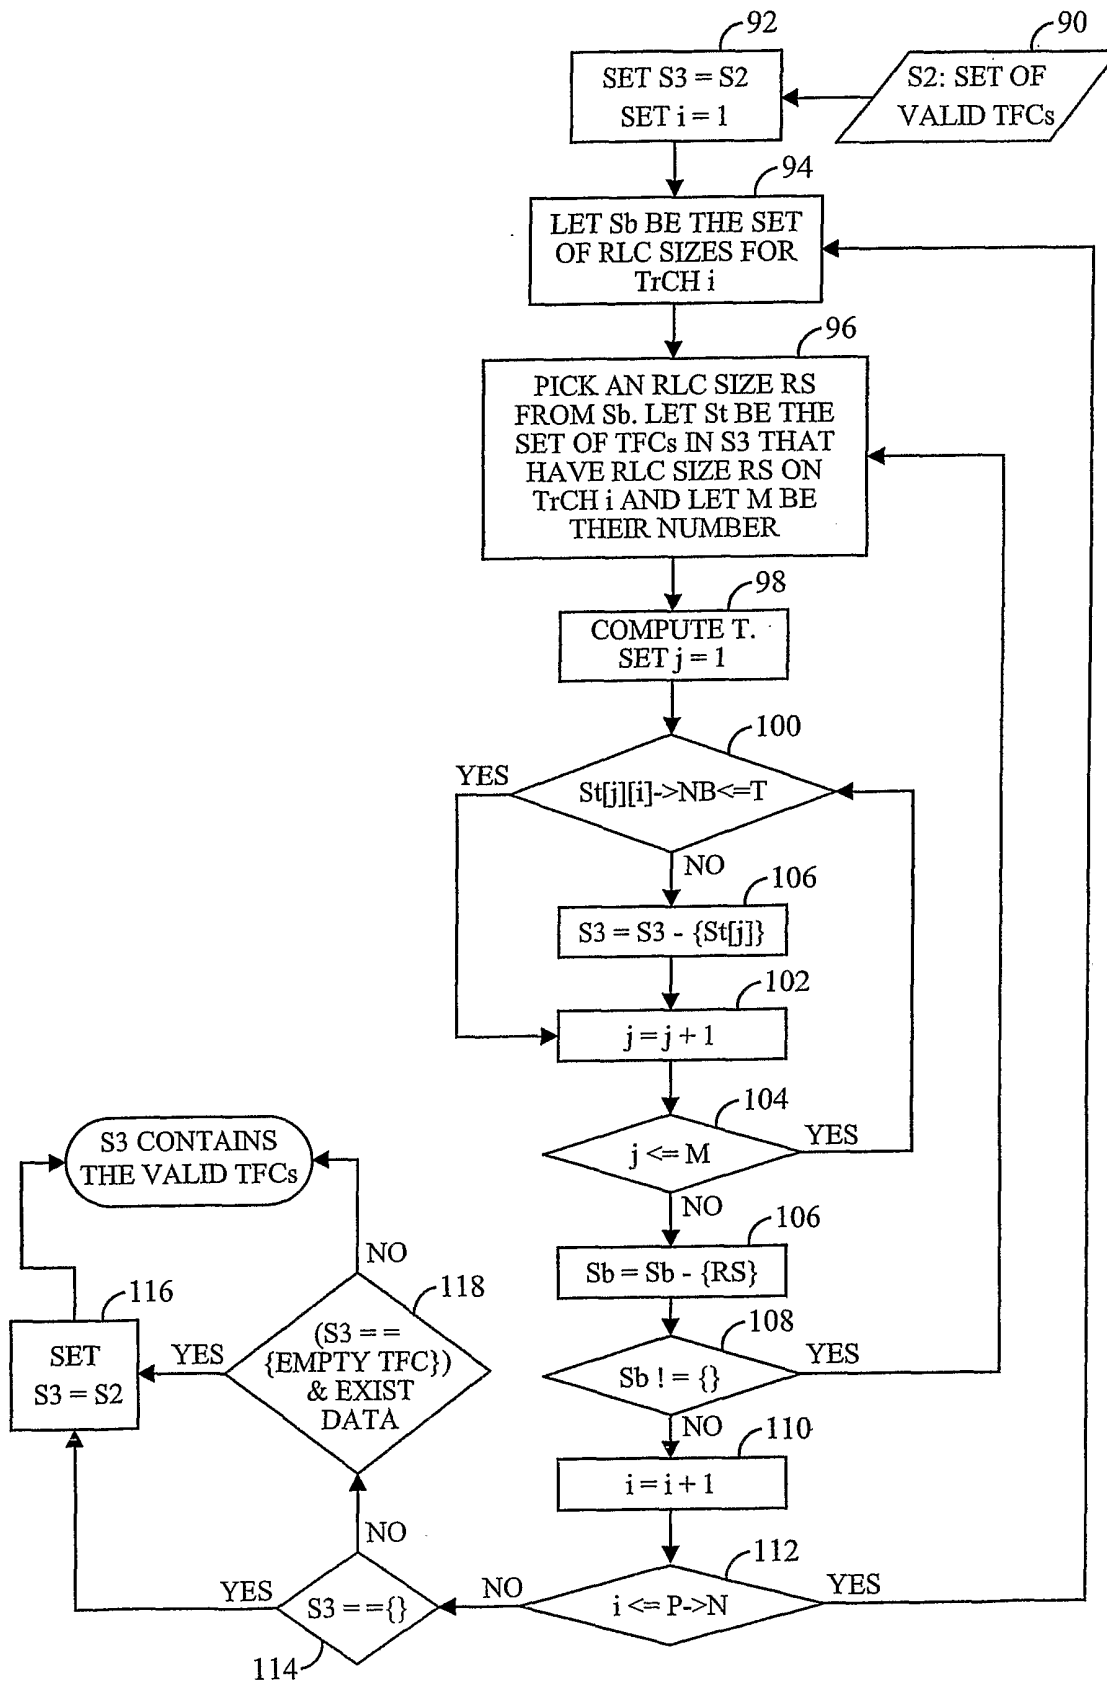 92
90
SET S3 = S2
SET i = 1
S2: SET OF
VALID TFCs
94
LET Sb BE THE SET
OF RLC SIZES FOR
TrCH i
96
PICK AN RLC SIZE RS
FROM Sb. LET St BE THE
SET OF TFCs IN S3 THAT
HAVE RLC SIZE RS ON
TrCH i AND LET M BE
THEIR NUMBER
98
COMPUTE T.
SET j = 1
100
YES
St[j][i]->NB<=T
NO
106
S3 = S3 - {St[j]}
102
j = j + 1
104
j <= M
YES
NO
S3 CONTAINS
THE VALID TFCs
106
Sb = Sb - {RS}
NO
118
116
108
(S3 = =
{EMPTY TFC})
& EXIST
DATA
YES
SET
S3 = S2
Sb ! = {}
YES
NO
110
i = i + 1
NO
112
YES
S3 = ={}
NO
i <= P->N
YES
114